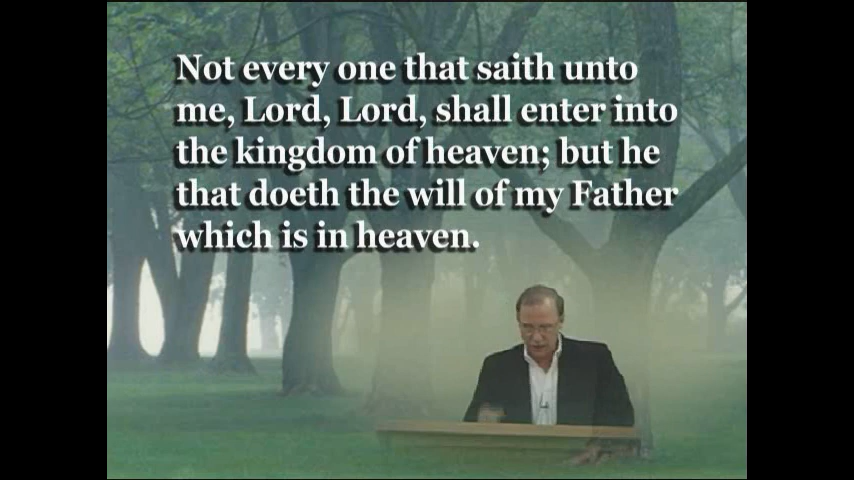 Not every one that saith unto
me, Lord, Lord, shall enter into
the kingdom of heaven; but he
that doeth the will of my Father
which is in heaven.